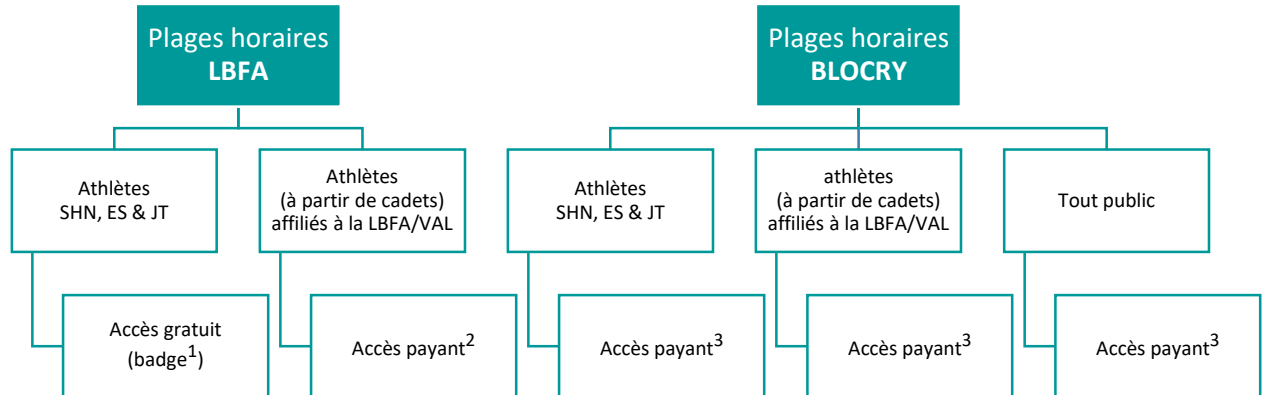 Plages horaires
LBFA
Plages horaires
BLOCRY
Athlètes
SHN, ES & JT
Athlètes
(à partir de cadets)
affiliés à la LBFA/VAL
Athlètes
SHN, ES & JT
athlètes
(à partir de cadets)
affiliés à la LBFA/VAL
Tout public
Accès gratuit
(badge¹)
Accès payant²
Accès payant³
Accès payant³
Accès payant³